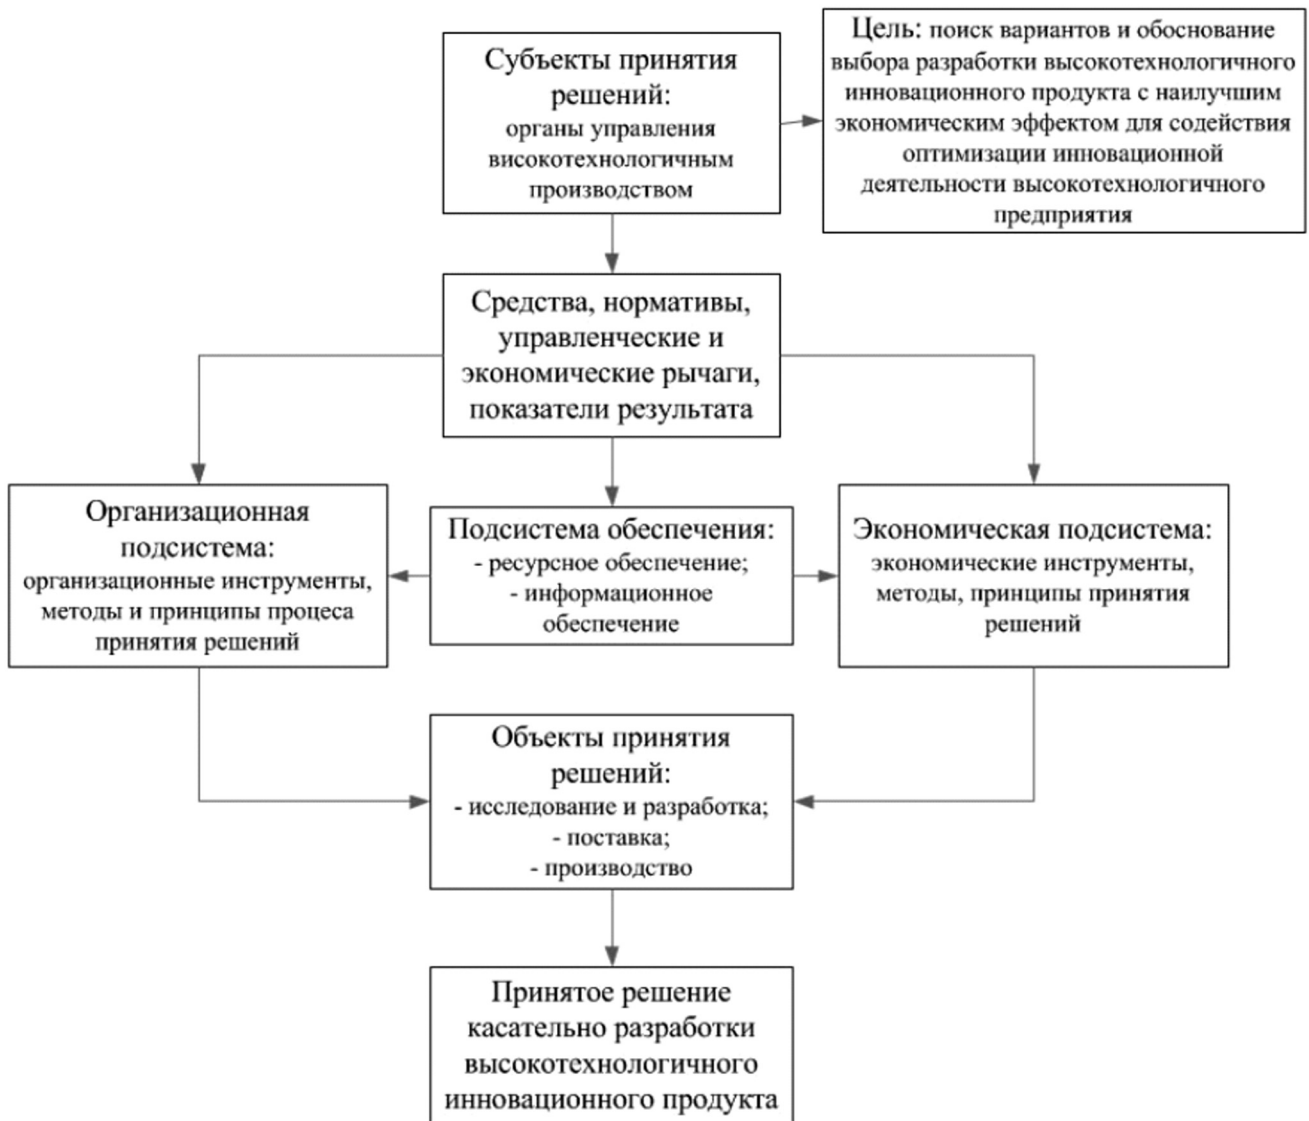 Субъекты принятия
решений:
органы управления
високотехнологичным
производством
Цель: поиск вариантов и обоснование
выбора разработки высокотехнологичного
инновационного продукта с наилучшим
экономическим эффектом для содействия
оптимизации инновационной
деятельности высокотехнологичного
предприятия
Средства, нормативы,
управленческие и
экономические рычаги,
показатели результата
Организационная
подсистема:
организационные инструменты,
методы и принципы процеса
принятия решений
Подсистема обеспечения:
- ресурсное обеспечение;
- информационное
обеспечение
Экономическая подсистема:
экономические инструменты,
методы, принципы принятия
решений
Объекты принятия
решений:
- исследование и разработка;
- поставка;
- производство
Принятое решение
касательно разработки
высокотехнологичного
инновационного продукта